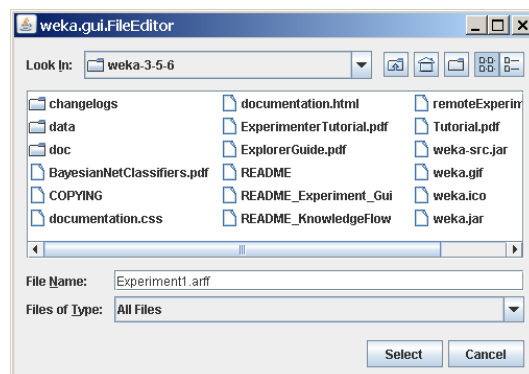 weka.gui.FileEditor
Look In: weka-3-5-6
changelogs documentation.html remoteExperim
data ExperimenterTutorial.pdf Tutorial.pdf
doc ExplorerGuide.pdf weka-src.jar
BayesianNetClassifiers.pdf README weka.gif
COPYING README_Experiment_Gui weka.ico
documentation.css README_KnowledgeFlow weka.jar
File Name: Experiment1.arff
Files of Type: All Files
Select Cancel